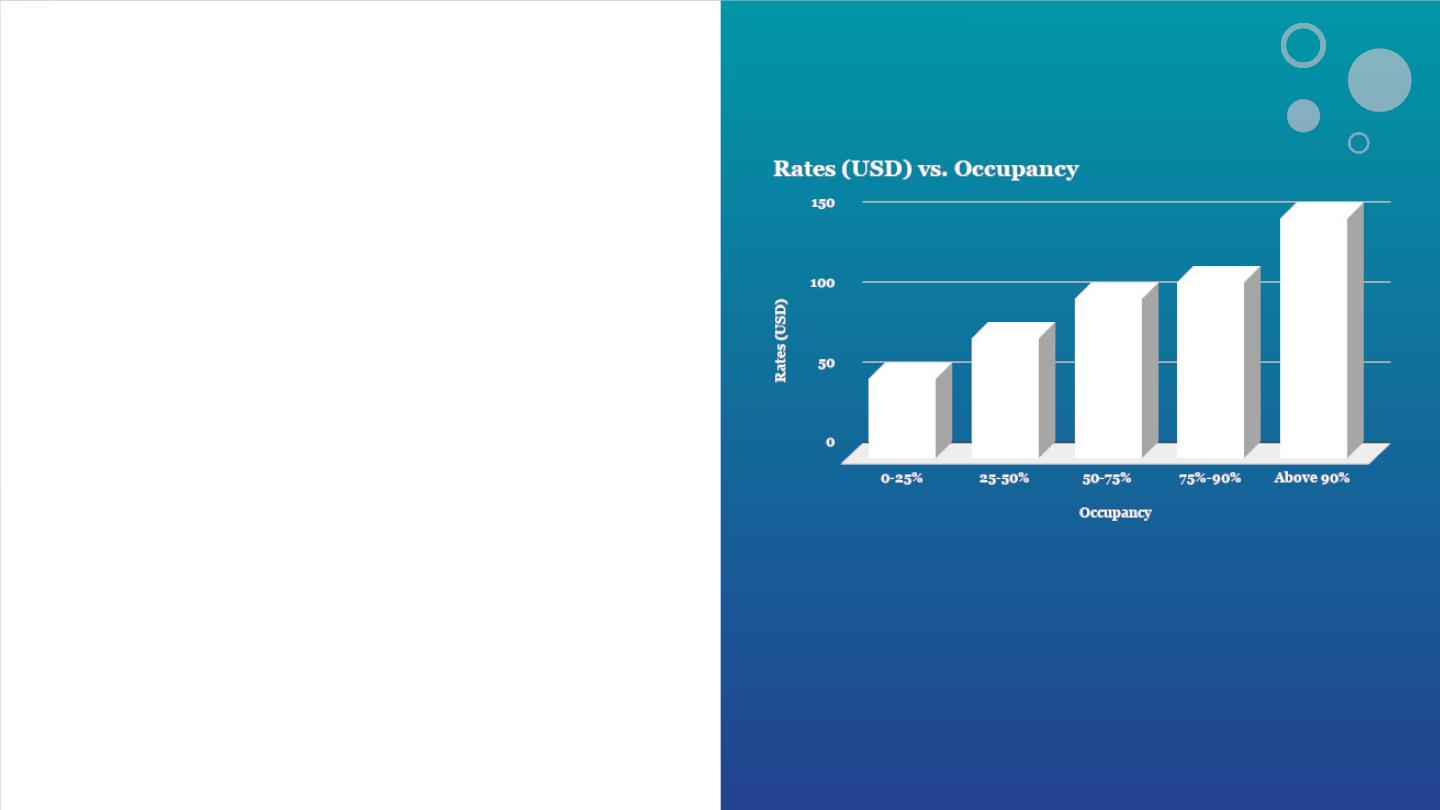 Rates (USD) vs. Occupancy
150
100
50
0
Rates (USD)
0-25%
25-50%
50-75%
75%-90%
Above 90%
Occupancy